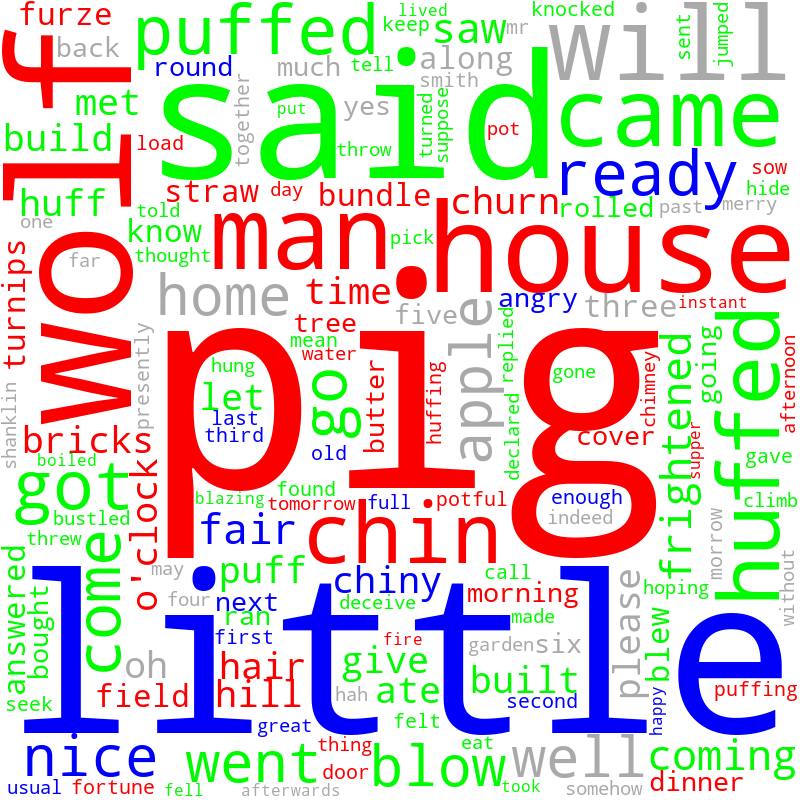 furze
puffed
saw
lived
keep
mr
knocked
will
sent
jumped
back
wolf
round
much
tell
along
smith
said
came
met
together
yes
put
turned
suppose
build
load
throw
pot
ready
sow
huff
straw
day
bundle
churn
rolled
hide
past
merry
one
told
know
man
pick
house
thought
far
turnips
home
time
angry
three
instant
apple
five
tree
mean
water
presently
pig
replied
declared
hung
let
go
butter
huffing
gone
frightened
going
huffed
chimney
afternoon
shanklin
last
third
old
cover
supper
bricks
boiled
gave
o'clock
got
blazing
found
tomorrow
full
potful
enough
climb
bustled
threw
fair
chin
indeed
morrow
without
answered
bought
come
may
puff
chiny
call
morning
please
blew
hoping
four
next
deceive
ran
made
little
first
fire
garden
six
oh
hair
give
seek
field
hill
hah
ate
built
second
happy
puffing
great
felt
nice
went
thing
door
blow
eat
well
coming
usual
fortune
fell
afterwards
took
somehow
dinner